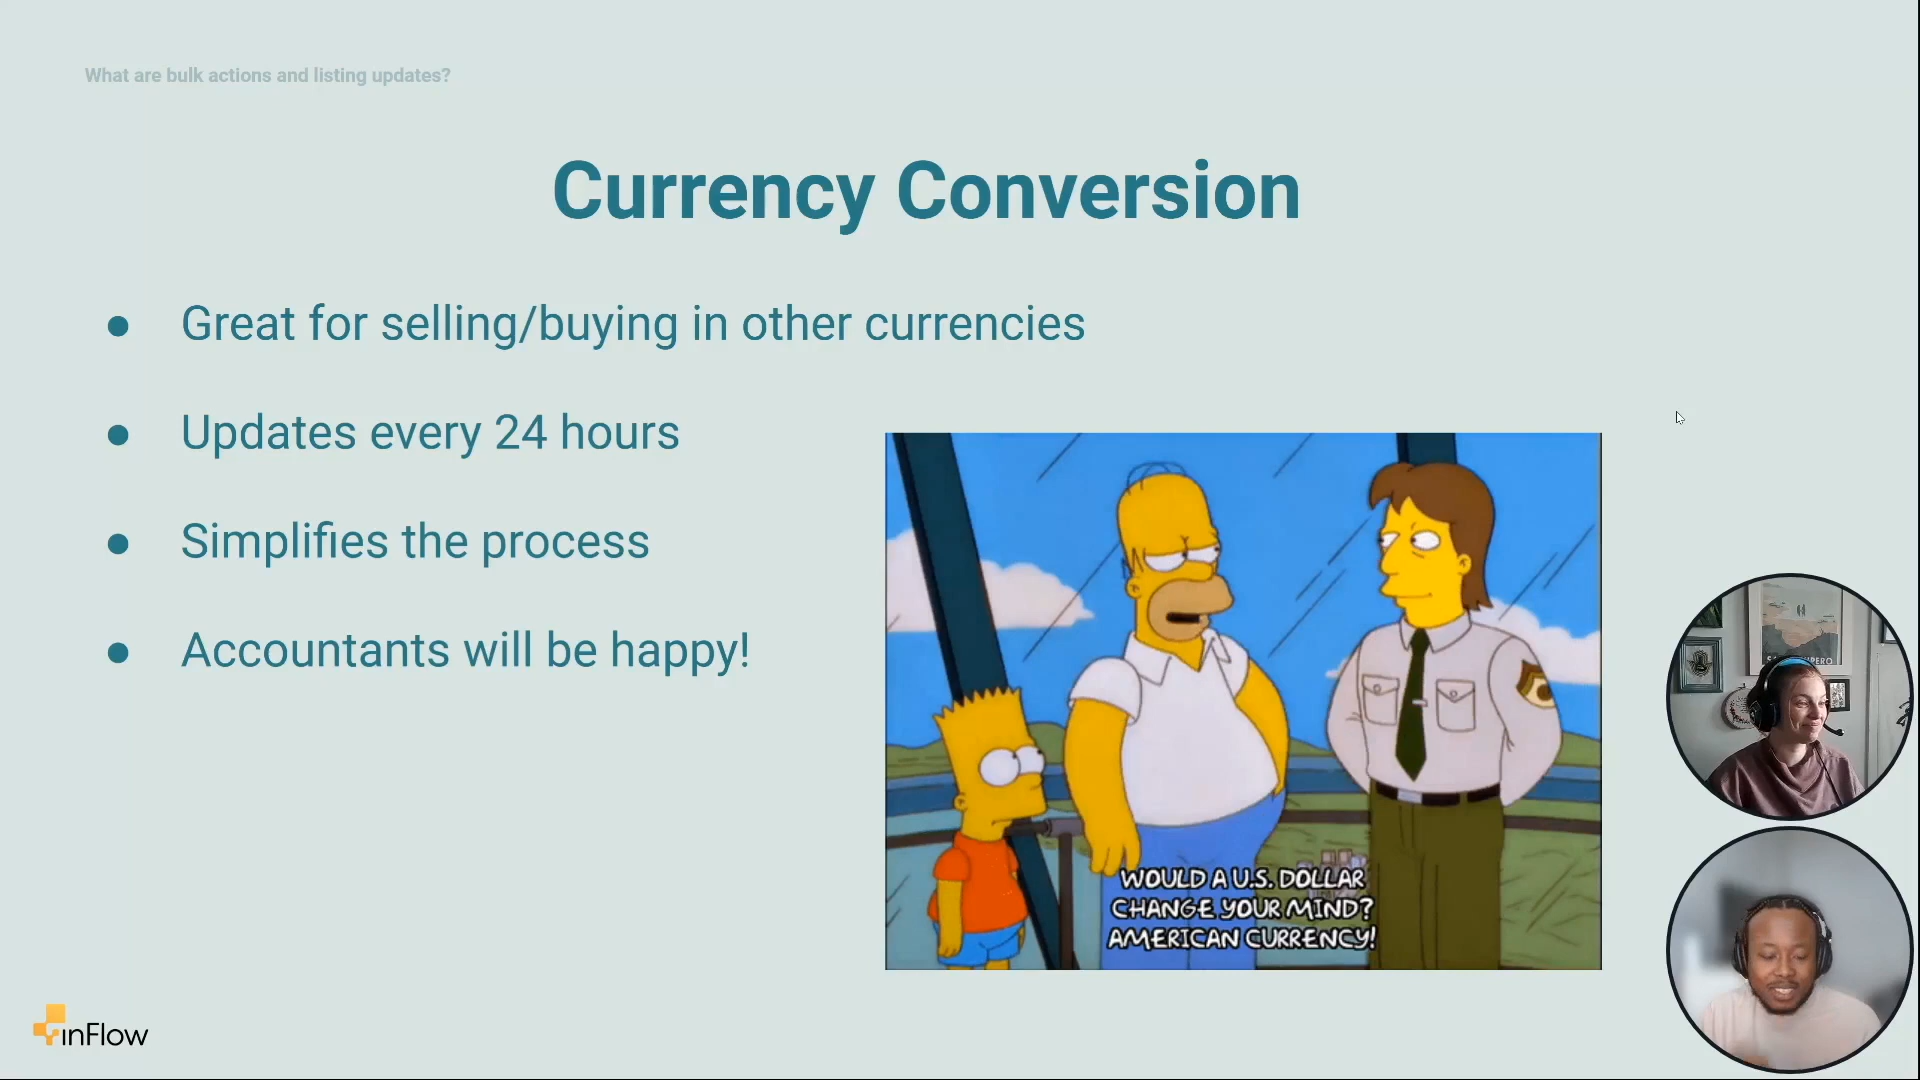 What are bulk actions and listing updates?
Currency Conversion
● Great for selling/buying in other currencies
● Updates every 24 hours
● Simplifies the process
● Accountants will be happy!
WOULD A U.S. DOLLAR
CHANGE YOUR MIND?
AMERICAN CURRENCY!
inFlow